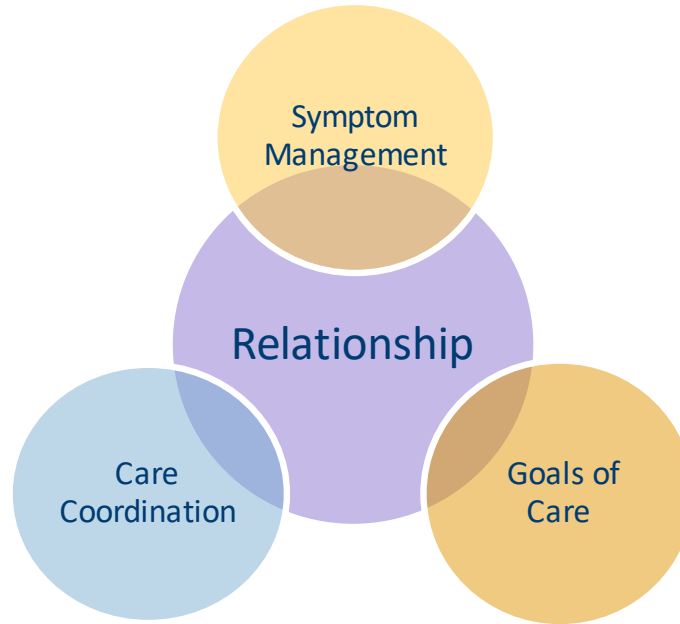 Symptom
Management
Relationship
Care
Coordination
Goals of
Care